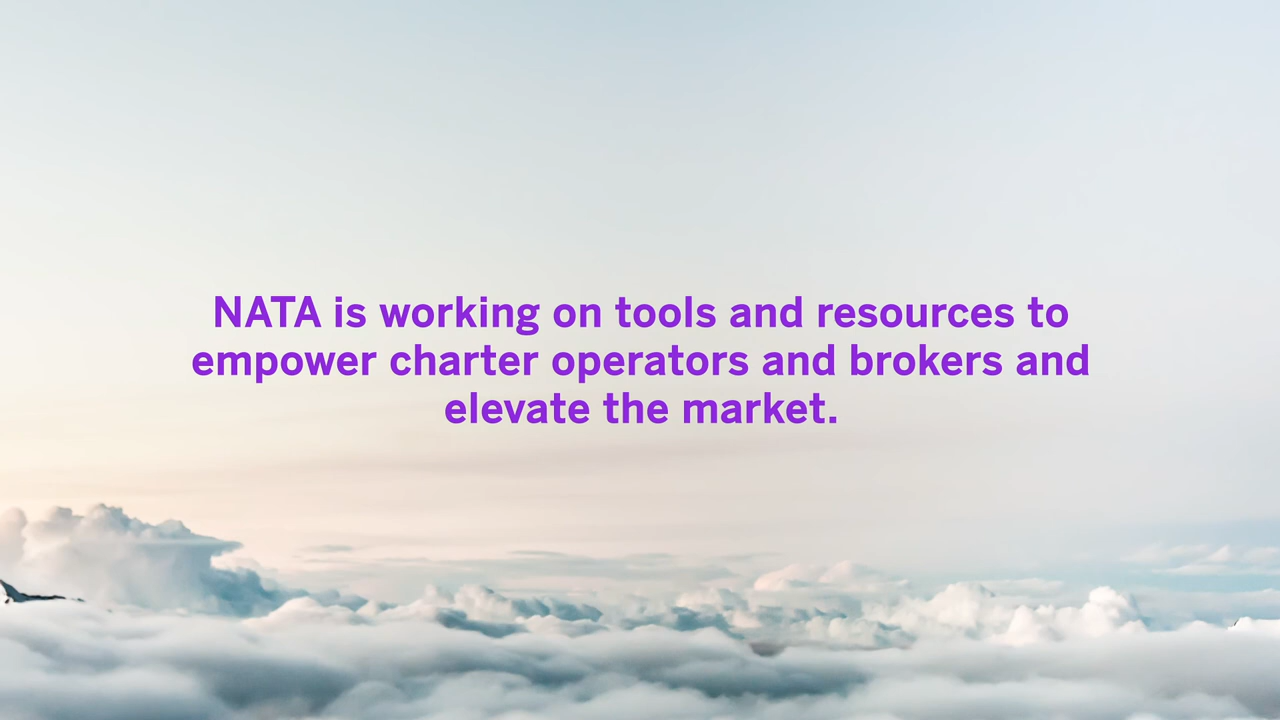 NATA is working on tools and resources to
empower charter operators and brokers and
elevate the market.